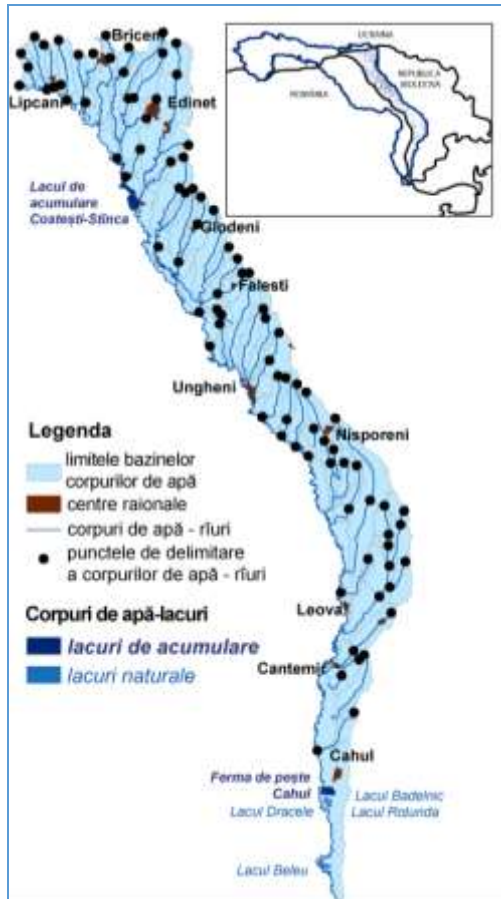 Briceni
Lipcani
Edineț
UCRAINA
REPUBLICA
MOLDOVA
ROMÂNIA
Lacul de
acumulare
Costești-Stînca
Glodeni
Falesti
Ungheni
Nisporeni
Legenda
limitele bazinelor
corpurilor de apă
centre raionale
corpuri de apă - rîuri
punctele de delimitare
a corpurilor de apă - rîuri
Leova
Corpuri de apă-lacuri
lacuri de acumulare
lacuri naturale
Cantemir
Cahul
Ferma de pește
Cahul
Lacul Dracele
Lacul Badelnic
Lacul Rotunda
Lacul Beleu